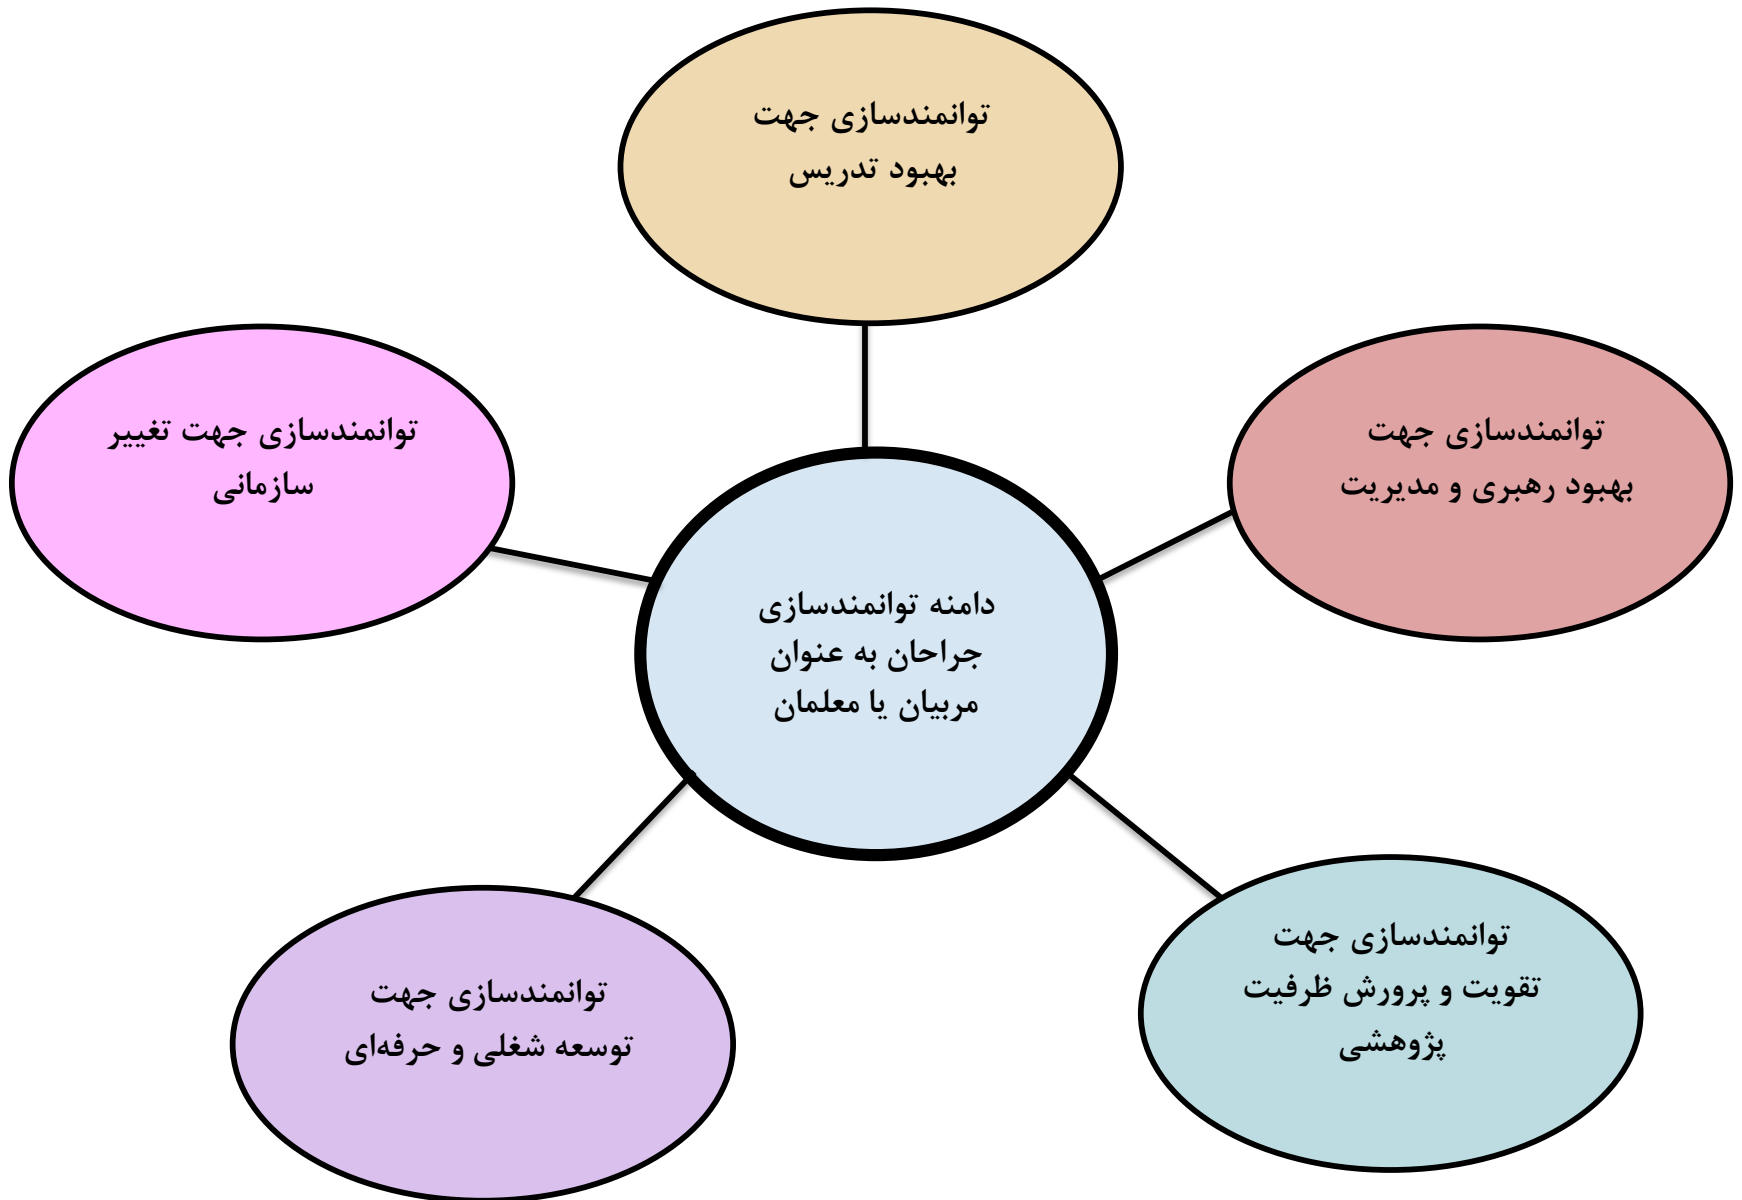 توانمندسازی جهت
بهبود تدریس
توانمندسازی جهت
بهبود رهبری و مدیریت
توانمندسازی جهت تغییر
سازمانی
دامنه توانمندسازی
جراحان به عنوان
مربیان یا معلمان
توانمندسازی جهت
تقویت و پرورش ظرفیت
پژوهشی
توانمندسازی جهت
توسعه شغلی و حرفه‌ای